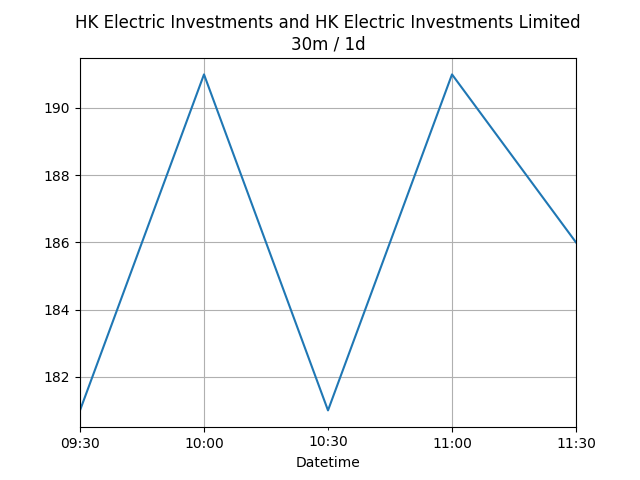 HK Electric Investments and HK Electric Investments Limited
30m / 1d
190
188
186
184
182
09:30 10:00 10:30 11:00 11:30
Datetime